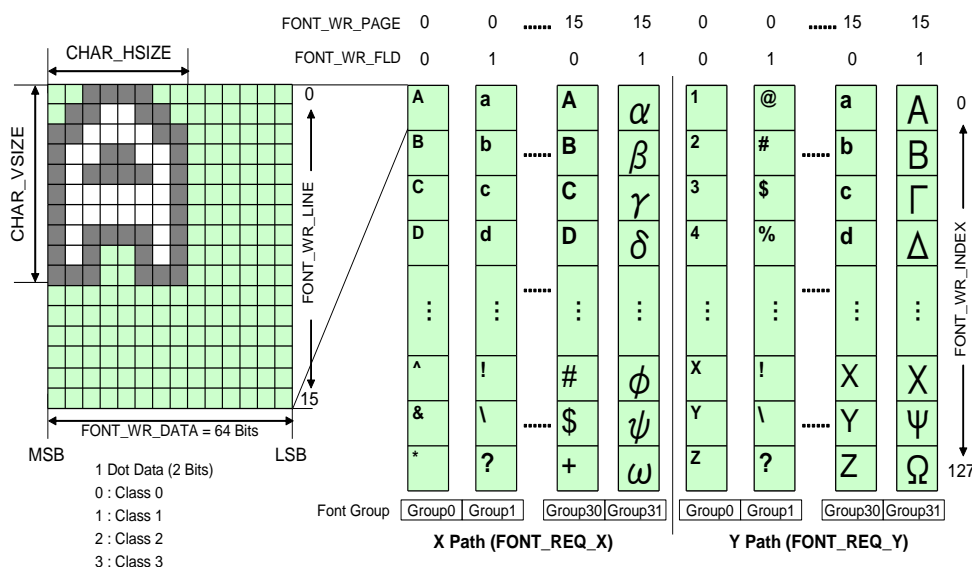 FONT_WR_PAGE 0 0 ...... 15 15 0 0 ...... 15 15
FONT_WR_FLD 0 1 0 1 0 1 0 1
CHAR_HSIZE
CHAR_VSIZE
0
FONT_WR_LINE
15
FONT_WR_DATA = 64 Bits
MSB LSB
1 Dot Data (2 Bits)
0 : Class 0
1 : Class 1
2 : Class 2
3 : Class 3
A a A α 1 @ a Α 0
B b ...... B β 2 # ...... b Β
C c C γ 3 $ c Γ
D d D δ 4 % d Δ
FONT_WR_INDEX
⋮ ⋮ ...... ⋮ ⋮ ⋮ ⋮ ...... ⋮ ⋮
^ ! # ϕ X ! X Χ
& \ ...... $ ψ Y \ ...... Y Ψ
* ? + ω Z ? Z Ω 127
Font Group Group0 Group1 Group30 Group31 Group0 Group1 Group30 Group31
X Path (FONT_REQ_X) Y Path (FONT_REQ_Y)